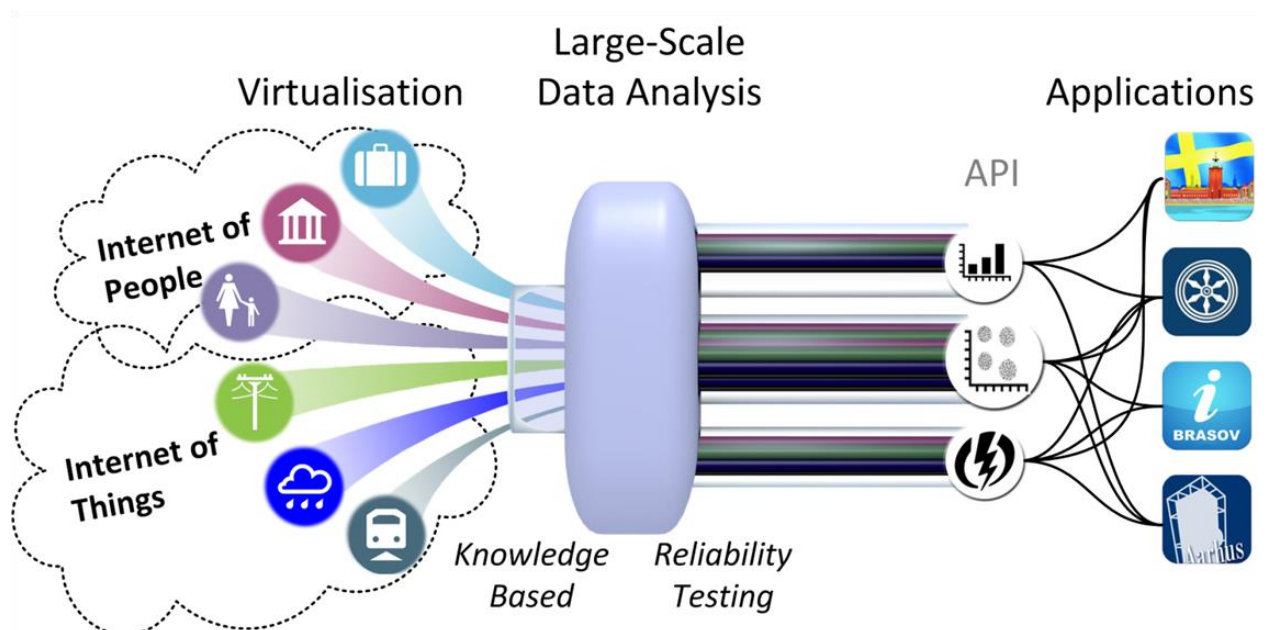 Large-Scale
Data Analysis
Virtualisation
Applications
API
Internet of
People
Internet of
Things
Knowledge
Based
Reliability
Testing
i
BRASOV
Aarhus